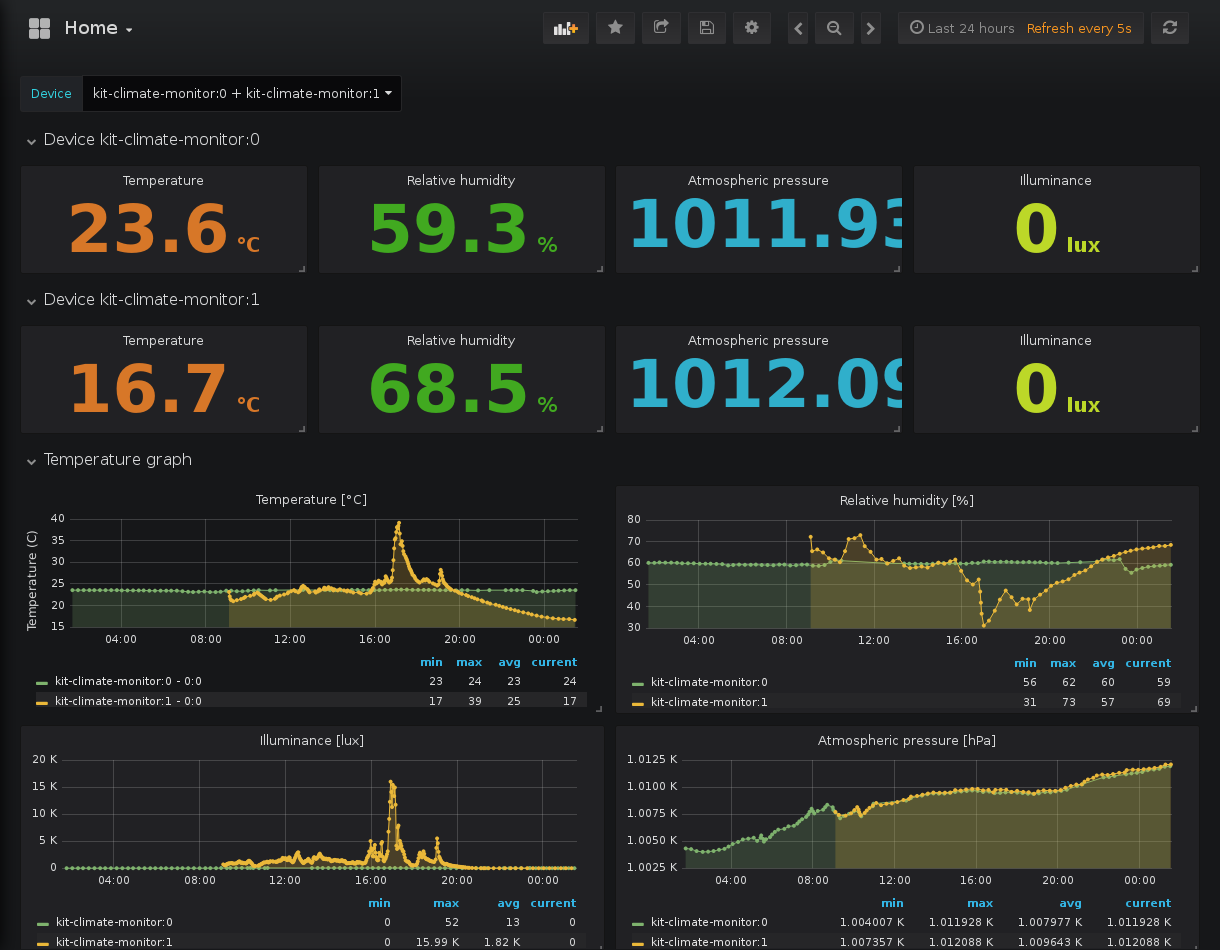 Home
Last 24 hours Refresh every 5s
Device kit-climate-monitor:0 + kit-climate-monitor:1
Device kit-climate-monitor:0
Temperature Relative humidity Atmospheric pressure Illuminance
23.6 °C 59.3 % 1011.93 0 lux
Device kit-climate-monitor:1
Temperature Relative humidity Atmospheric pressure Illuminance
16.7 °C 68.5 % 1012.09 0 lux
Temperature graph
Temperature [°C]
Temperature (C)
40
35
30
25
20
15
04:00 08:00 12:00 16:00 20:00 00:00
min max avg current
kit-climate-monitor:0 - 0:0 23 24 23 24
kit-climate-monitor:1 - 0:0 17 39 25 17
Relative humidity [%]
80
70
60
50
40
30
04:00 08:00 12:00 16:00 20:00 00:00
min max avg current
kit-climate-monitor:0 56 62 60 59
kit-climate-monitor:1 31 73 57 69
Illuminance [lux]
20 K
15 K
10 K
5 K
0
04:00 08:00 12:00 16:00 20:00 00:00
min max avg current
kit-climate-monitor:0 0 52 13 0
kit-climate-monitor:1 0 15.99 K 1.82 K 0
Atmospheric pressure [hPa]
1.0125 K
1.0100 K
1.0075 K
1.0050 K
1.0025 K
04:00 08:00 12:00 16:00 20:00 00:00
min max avg current
kit-climate-monitor:0 1.004007 K 1.011928 K 1.007977 K 1.011928 K
kit-climate-monitor:1 1.007357 K 1.012088 K 1.009643 K 1.012088 K